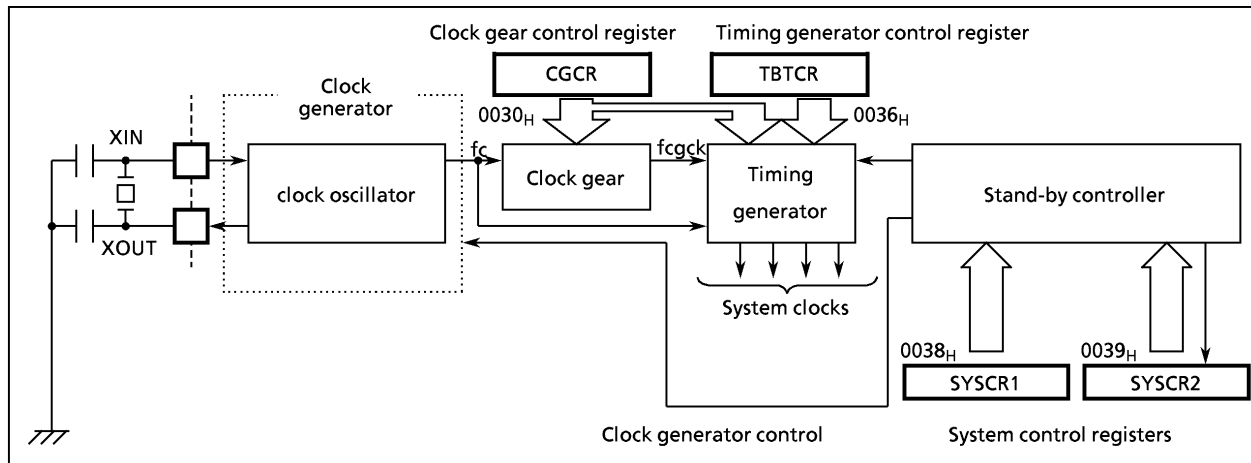 Clock gear control register
Timing generator control register
CGCR
TBTCR
Clock
generator
0030H
0036H
XIN
fc
fcgck
clock oscillator
Clock gear
Timing
generator
Stand-by controller
XOUT
System clocks
0038H
0039H
SYSCR1
SYSCR2
Clock generator control
System control registers